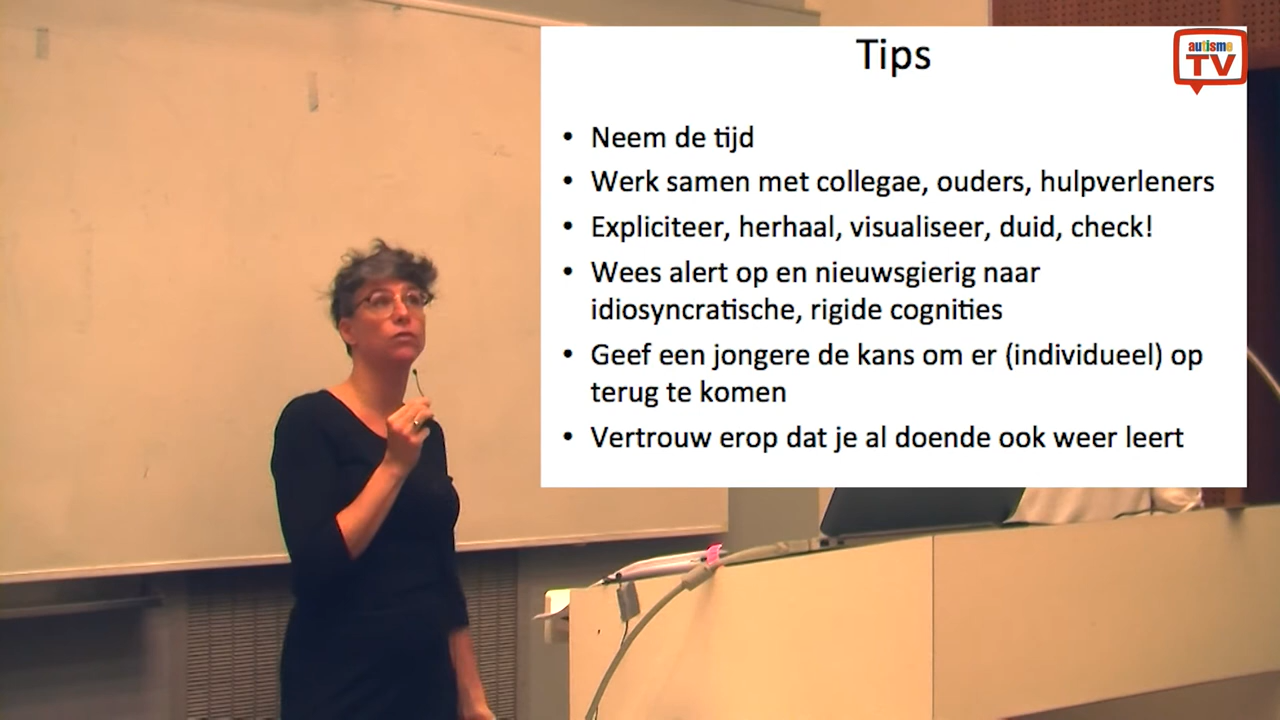 Tips
autisme
TV
• Neem de tijd
• Werk samen met collegae, ouders, hulpverleners
• Expliciteer, herhaal, visualiseer, duid, check!
• Wees alert op en nieuwsgierig naar
idiosyncratische, rigide cognities
• Geef een jongere de kans om er (individueel) op
terug te komen
• Vertrouw erop dat je al doende ook weer leert